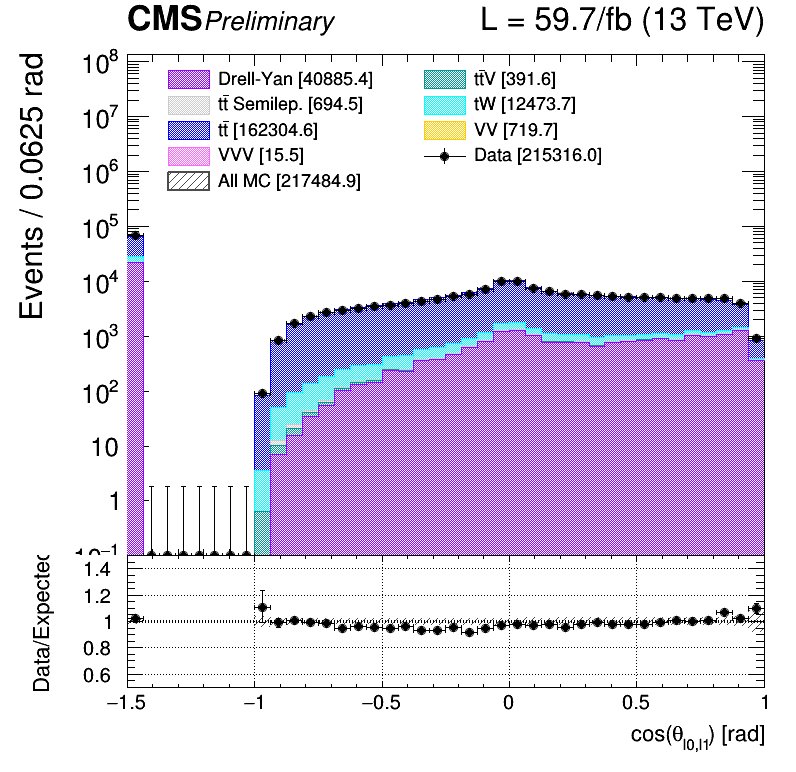 CMS Preliminary L = 59.7/fb (13 TeV)
Events / 0.0625 rad
10⁸
10⁷
10⁶
10⁵
10⁴
10³
10²
10
1
10⁻¹
Drell-Yan [40885.4]
tt̄ Semilep. [694.5]
tt̄ [162304.6]
VVV [15.5]
All MC [217484.9]
tt̄V [391.6]
tW [12473.7]
VV [719.7]
Data [215316.0]
Data/Expected
1.4
1.2
1
0.8
0.6
−1.5 −1 −0.5 0 0.5 1
cos(θ_l0,l1) [rad]